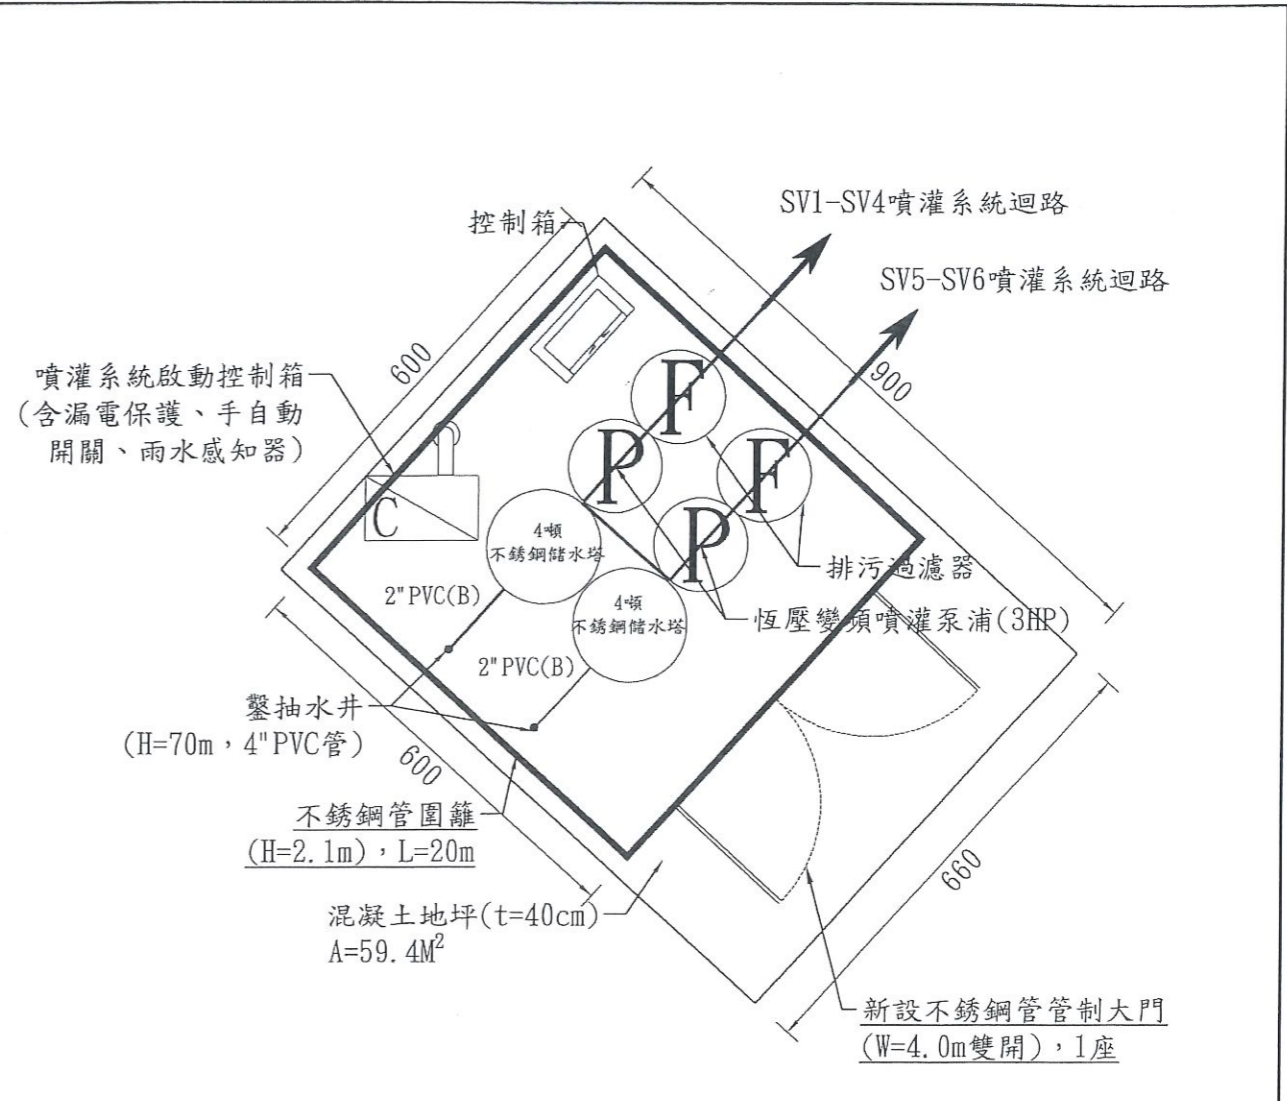 SV1-SV4噴灌系統迴路
控制箱
SV5-SV6噴灌系統迴路
600
900
噴灌系統啟動控制箱
(含漏電保護、手自動
開關、雨水感知器)
F
P
F
C
P
4噸
不銹鋼儲水塔
排污過濾器
2"PVC(B)
4噸
不銹鋼儲水塔
恆壓變頻噴灌泵浦(3HP)
2"PVC(B)
鑿抽水井
(H=70m,4"PVC管)
600
不銹鋼管圍籬
(H=2.1m),L=20m
660
混凝土地坪(t=40cm)
A=59.4M²
新設不銹鋼管管制大門
(W=4.0m雙開),1座